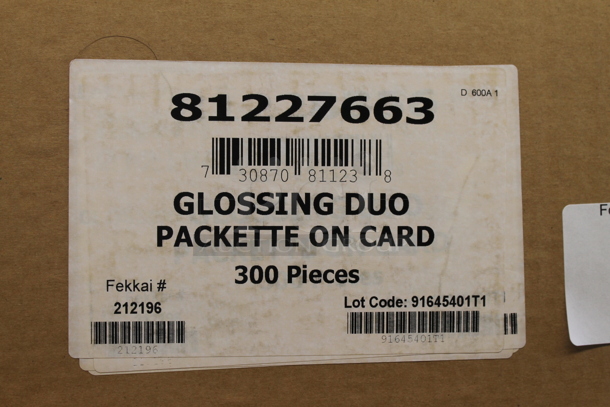 D 600A 1
81227663
7 30870 81123 8
GLOSSING DUO
PACKETTE ON CARD
300 Pieces
Fekkai #
212196
212196
Lot Code: 91645401T1
91645401T1